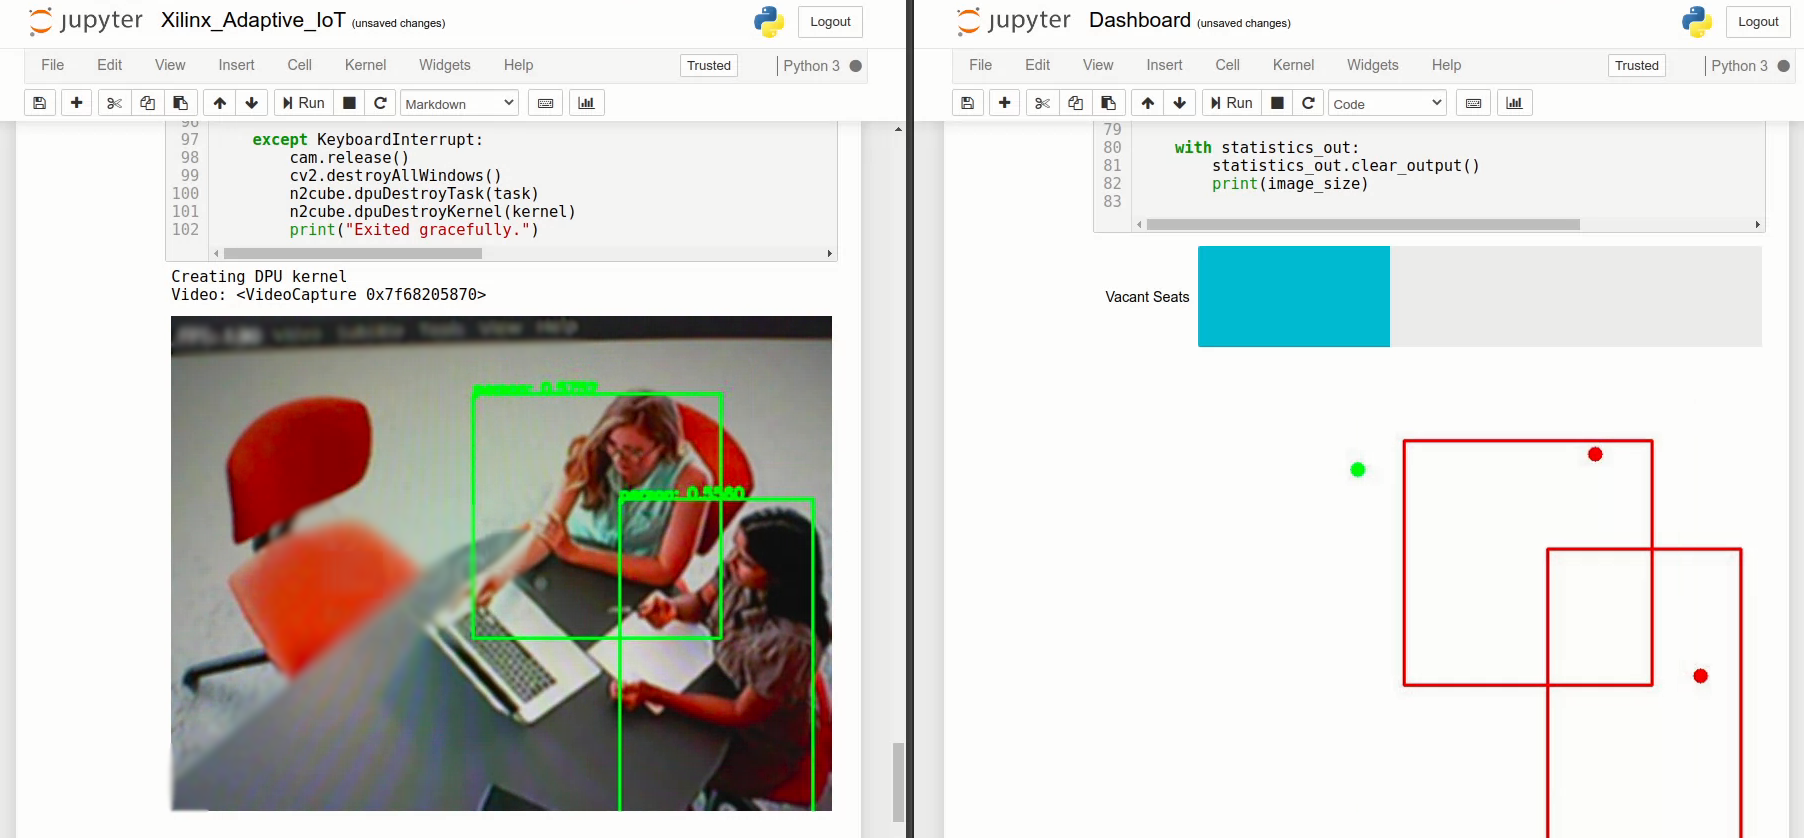 jupyter Xilinx_Adaptive_IoT (unsaved changes) Logout
File Edit View Insert Cell Kernel Widgets Help Trusted Python 3
Run Markdown
96
97 except KeyboardInterrupt:
98 cam.release()
99 cv2.destroyAllWindows()
100 n2cube.dpuDestroyTask(task)
101 n2cube.dpuDestroyKernel(kernel)
102 print("Exited gracefully.")
Creating DPU kernel
Video: <VideoCapture 0x7f68205870>
Tools View Help
person:
person: 0.5560
jupyter Dashboard (unsaved changes) Logout
File Edit View Insert Cell Kernel Widgets Help Trusted Python 3
Run Code
79
80 with statistics_out:
81 statistics_out.clear_output()
82 print(image_size)
83
Vacant Seats